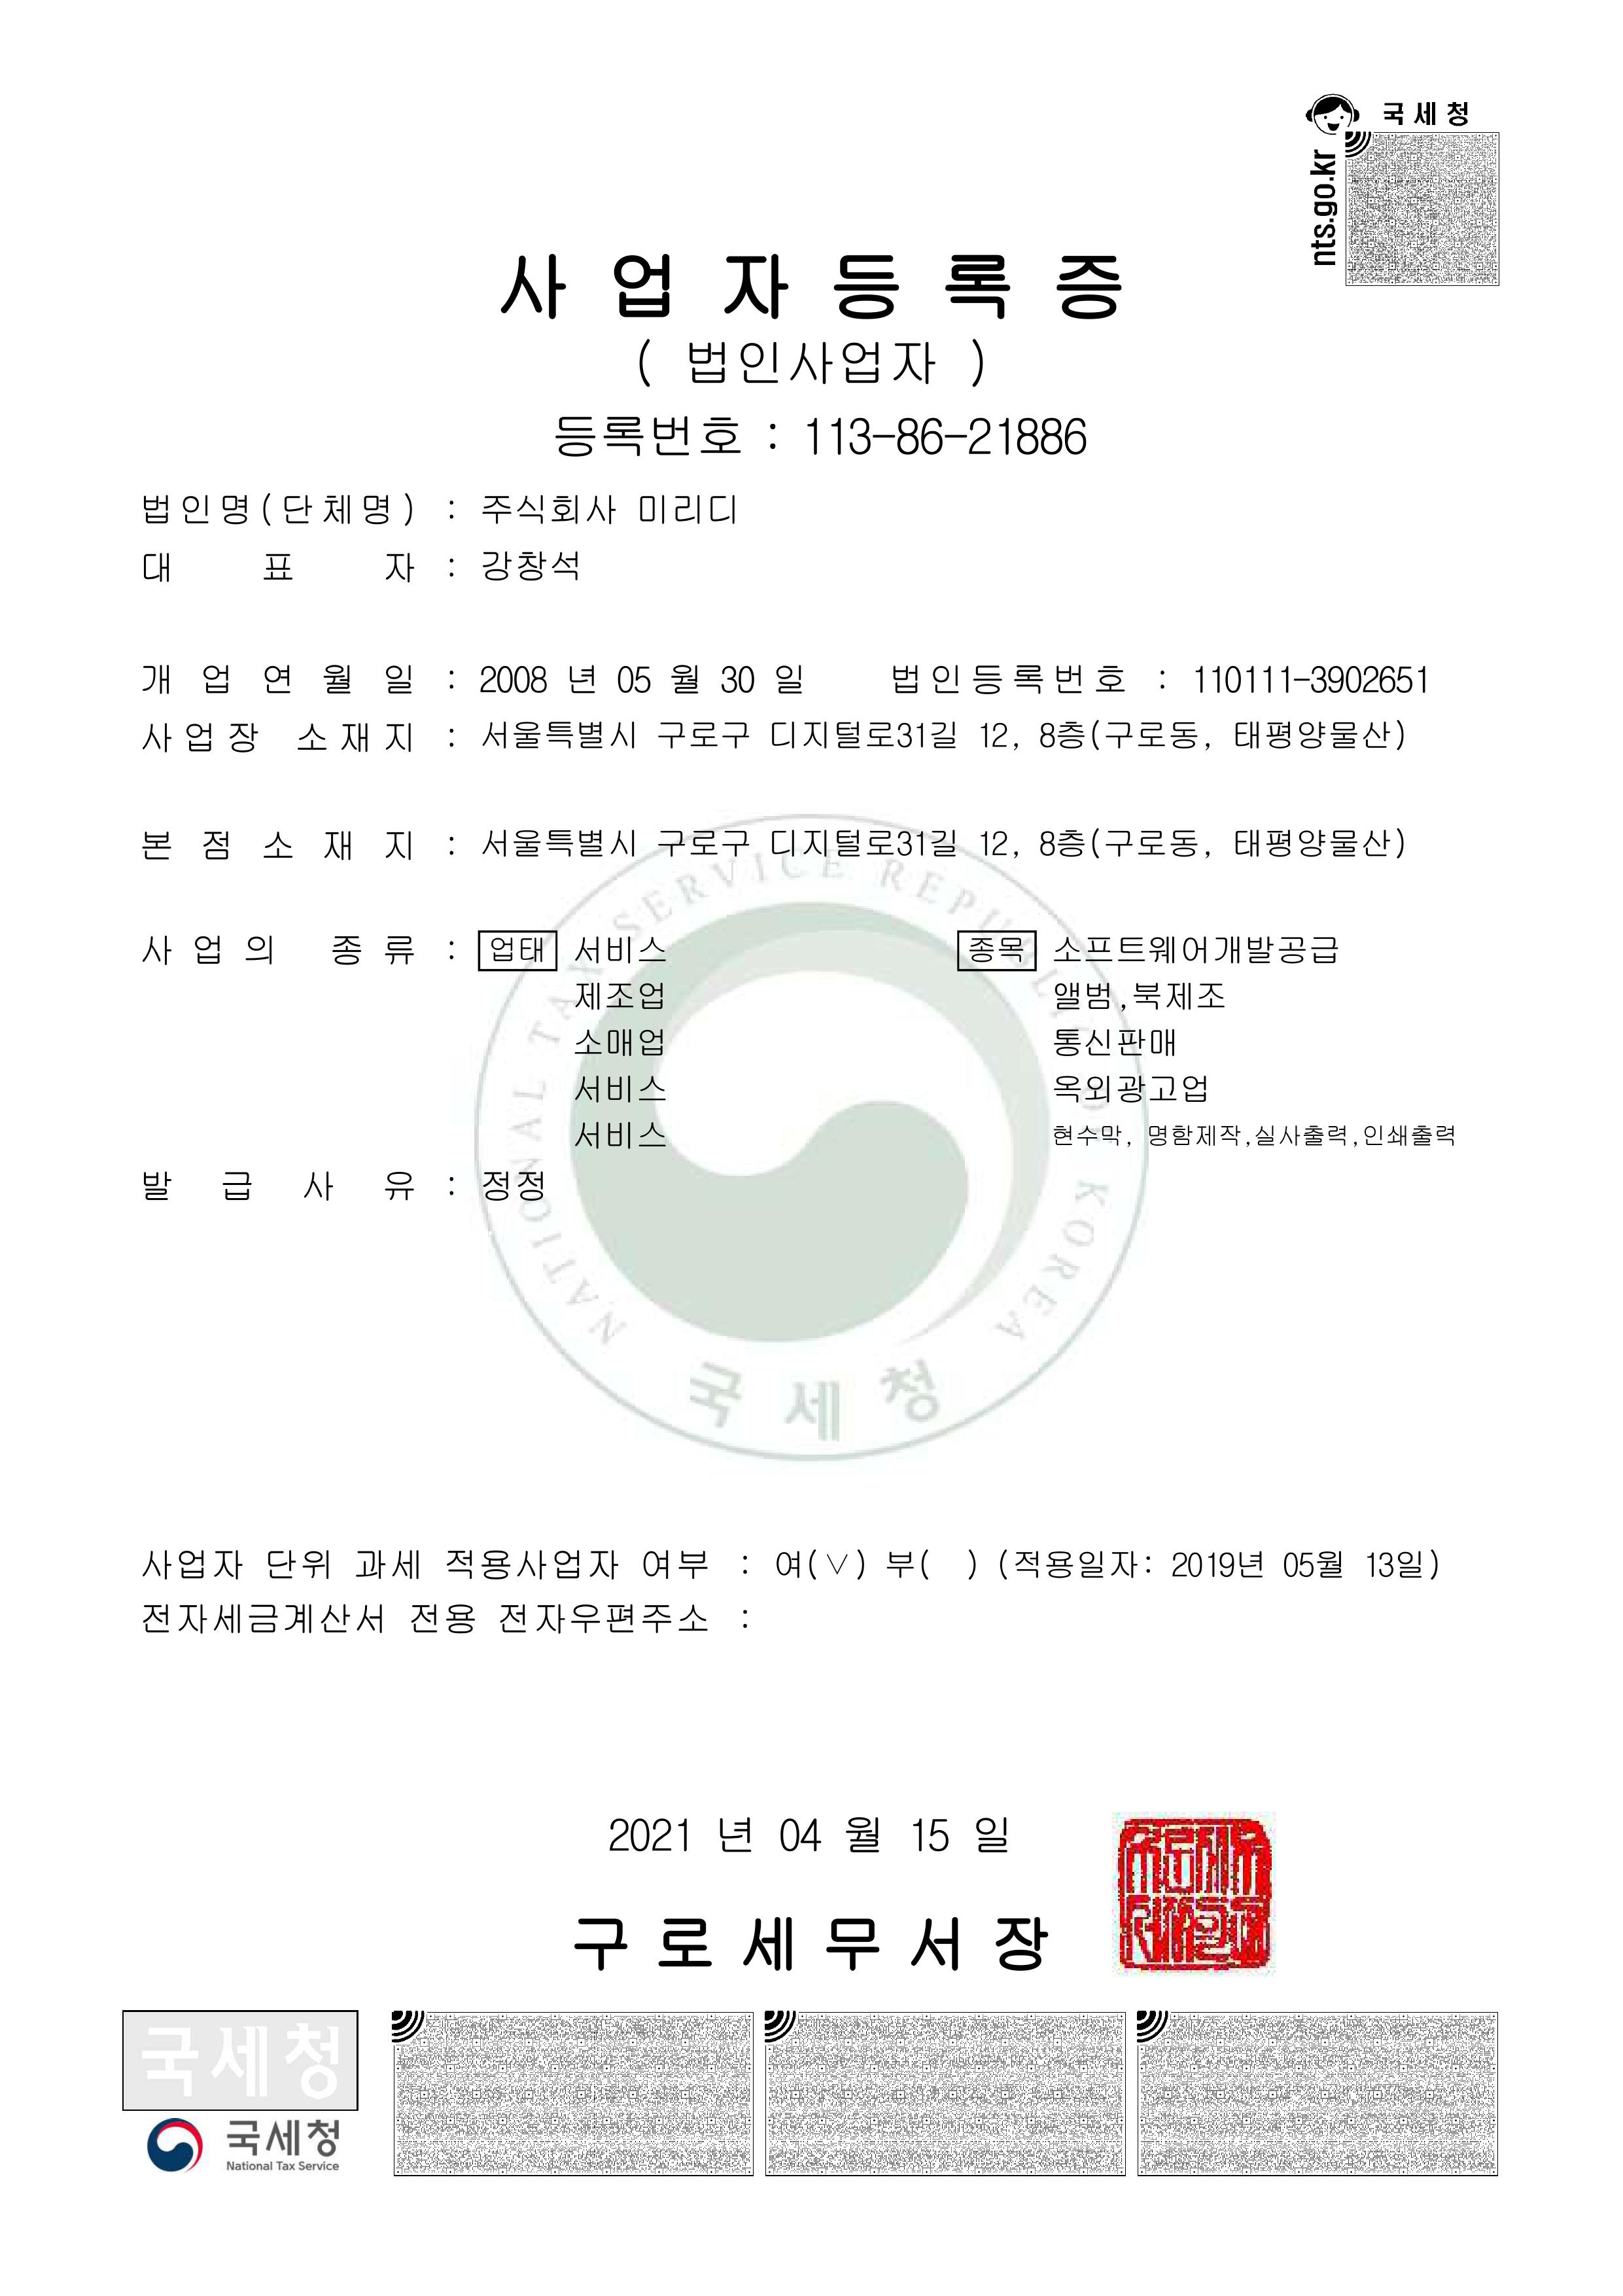 국세청
nts.go.kr
사업자등록증
( 법인사업자 )
등록번호 : 113-86-21886
법인명(단체명) : 주식회사 미리디
대 표 자 : 강창석
개 업 연 월 일 : 2008 년 05 월 30 일 법인등록번호 : 110111-3902651
사업장 소재지 : 서울특별시 구로구 디지털로31길 12, 8층(구로동, 태평양물산)
본 점 소 재 지 : 서울특별시 구로구 디지털로31길 12, 8층(구로동, 태평양물산)
사 업 의 종 류 : 업태 서비스 종목 소프트웨어개발공급
제조업 앨범,북제조
소매업 통신판매
서비스 옥외광고업
서비스 현수막, 명함제작,실사출력,인쇄출력
발 급 사 유 : 정정
NATIONAL TAX SERVICE REPUBLIC OF KOREA
국세청
사업자 단위 과세 적용사업자 여부 : 여(∨) 부( ) (적용일자: 2019년 05월 13일)
전자세금계산서 전용 전자우편주소 :
2021 년 04 월 15 일
구로세무서장
국세청
국세청
National Tax Service